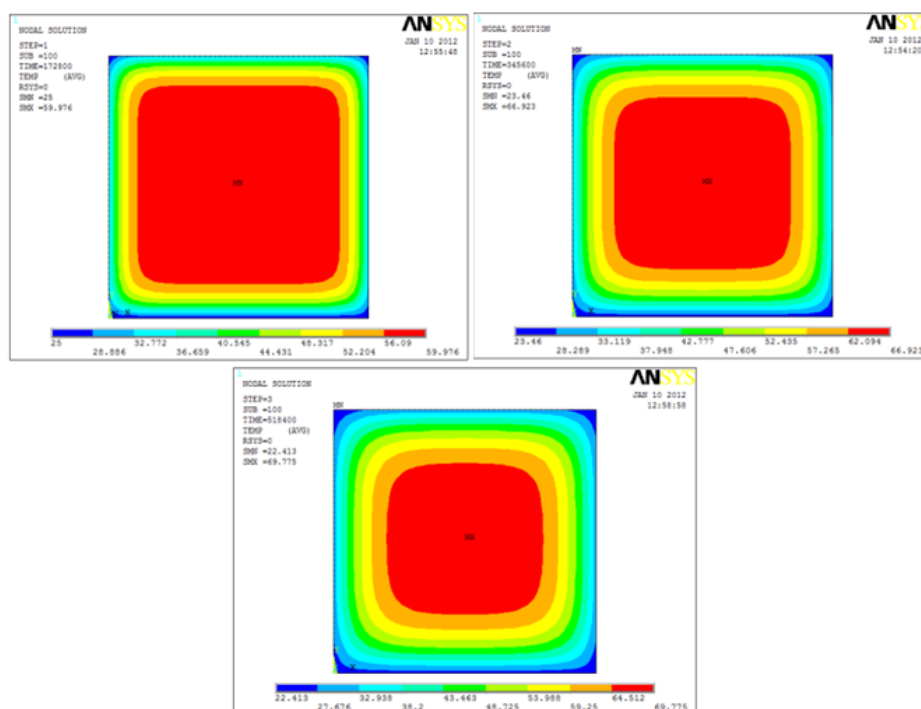 1
NODAL SOLUTION
STEP=1
SUB =100
TIME=172800
TEMP (AVG)
RSYS=0
SMN =25
SMX =59.976
ANSYS
JAN 10 2012
12:55:48
MX
X
25 32.772 40.545 48.317 56.09
28.886 36.659 44.431 52.204 59.976
1
NODAL SOLUTION
STEP=2
SUB =100
TIME=345600
TEMP (AVG)
RSYS=0
SMN =23.46
SMX =66.923
ANSYS
JAN 10 2012
12:54:20
MN
MX
X
23.46 33.119 42.777 52.435 62.094
28.289 37.948 47.606 57.265 66.923
1
NODAL SOLUTION
STEP=3
SUB =100
TIME=518400
TEMP (AVG)
RSYS=0
SMN =22.413
SMX =69.775
ANSYS
JAN 10 2012
12:58:58
MN
MX
Y
X
22.413 32.938 43.463 53.988 64.512
27.676 38.2 48.725 59.25 69.775